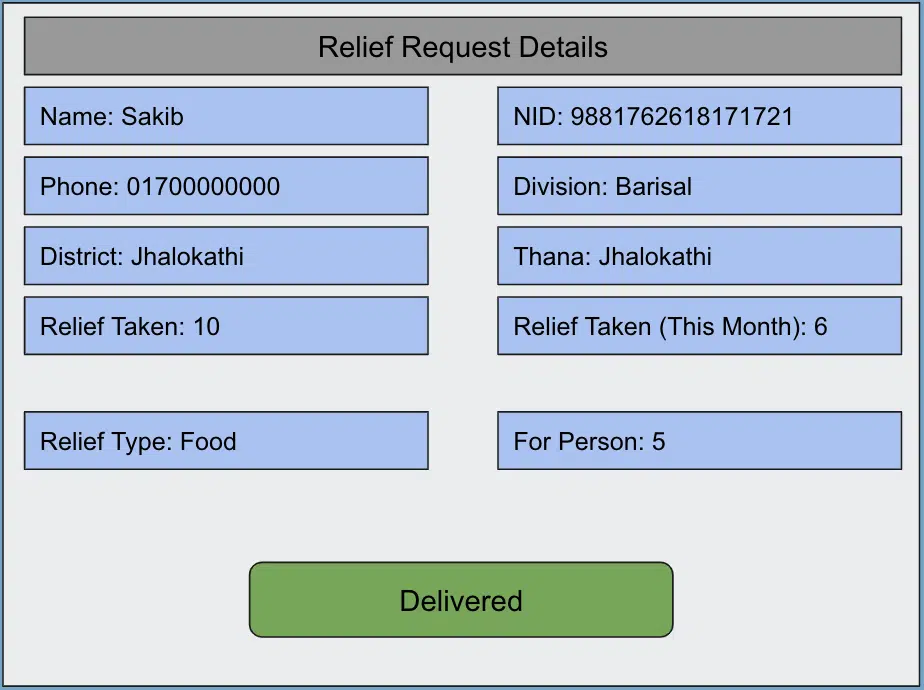 Relief Request Details
Name: Sakib
NID: 9881762618171721
Phone: 01700000000
Division: Barisal
District: Jhalokathi
Thana: Jhalokathi
Relief Taken: 10
Relief Taken (This Month): 6
Relief Type: Food
For Person: 5
Delivered